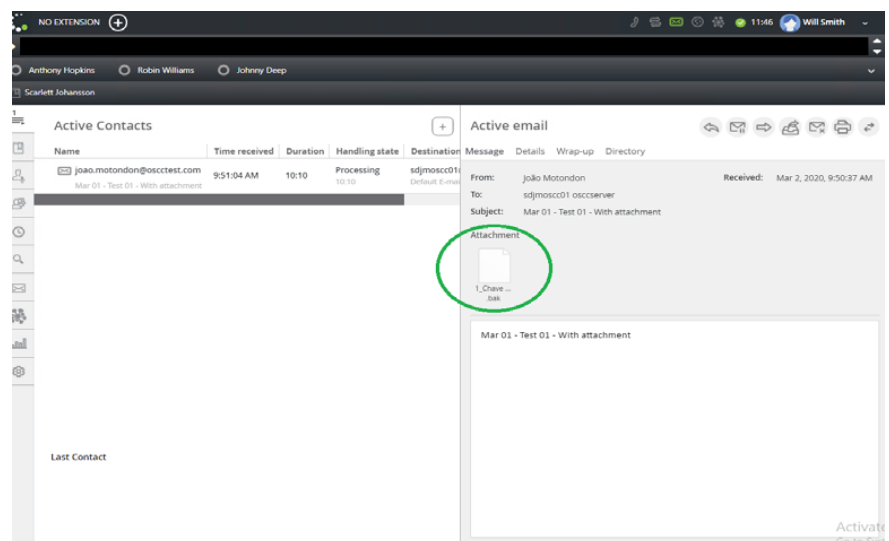 NO EXTENSION
11:46 Will Smith
Anthony Hopkins Robin Williams Johnny Deep
Scarlett Johansson
1
Active Contacts
+
Name Time received Duration Handling state Destination
joao.motondon@oscctest.com 9:51:04 AM 10:10 Processing sdjmoscc01
Mar 01 - Test 01 - With attachment 10:10 Default E-mai
Last Contact
Active email
Message Details Wrap-up Directory
From: João Motondon Received: Mar 2, 2020, 9:50:37 AM
To: sdjmoscc01 osccserver
Subject: Mar 01 - Test 01 - With attachment
Attachment
1_Chave ...
.bak
Mar 01 - Test 01 - With attachment
Activate